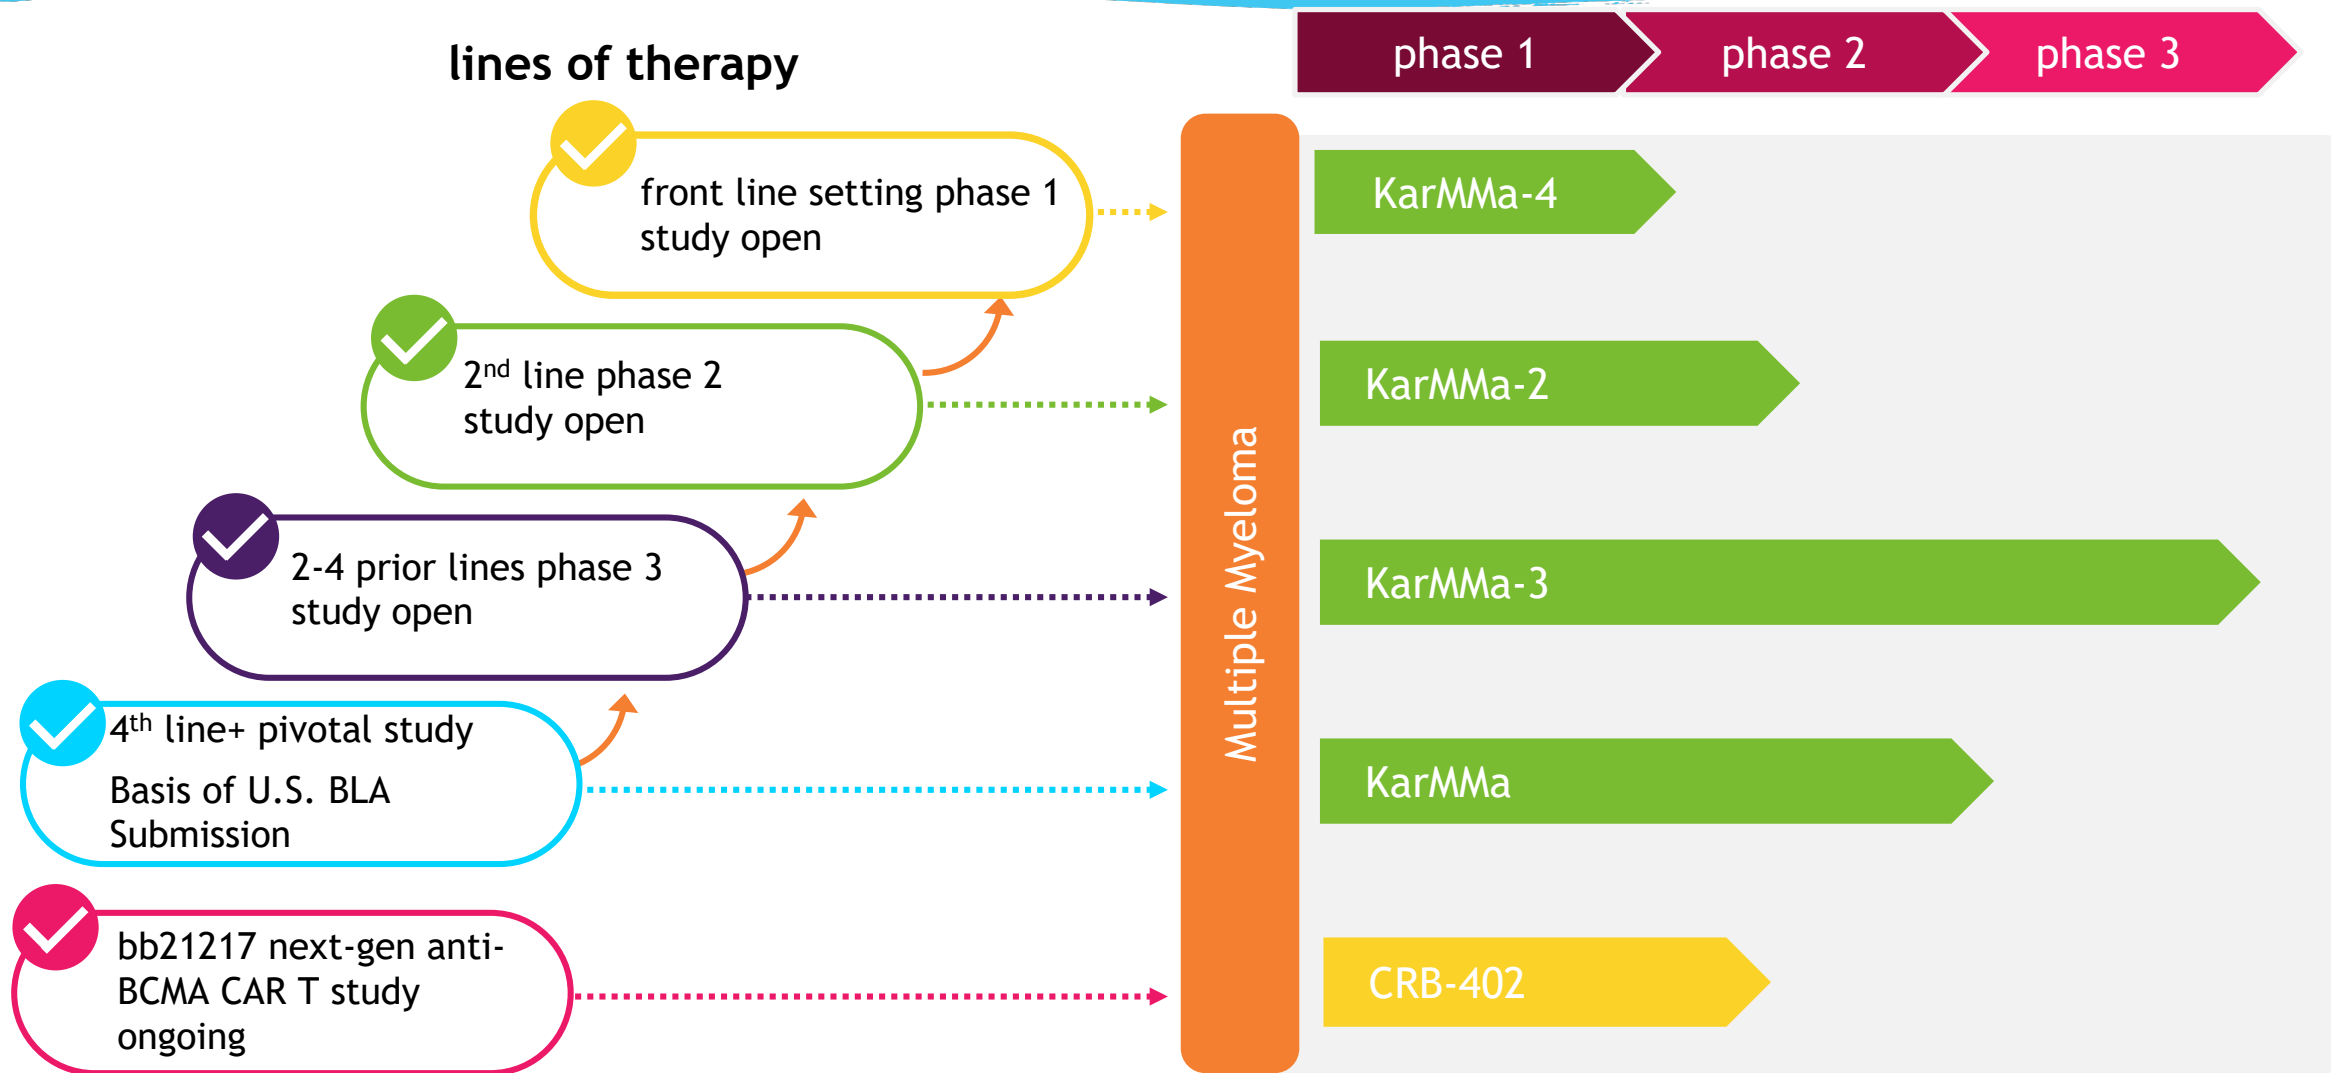 lines of therapy
phase 1
phase 2
phase 3
front line setting phase 1
study open
KarMMa-4
2nd line phase 2
study open
KarMMa-2
2-4 prior lines phase 3
study open
KarMMa-3
Multiple Myeloma
4th line+ pivotal study
Basis of U.S. BLA
Submission
KarMMa
bb21217 next-gen anti-
BCMA CAR T study
ongoing
CRB-402